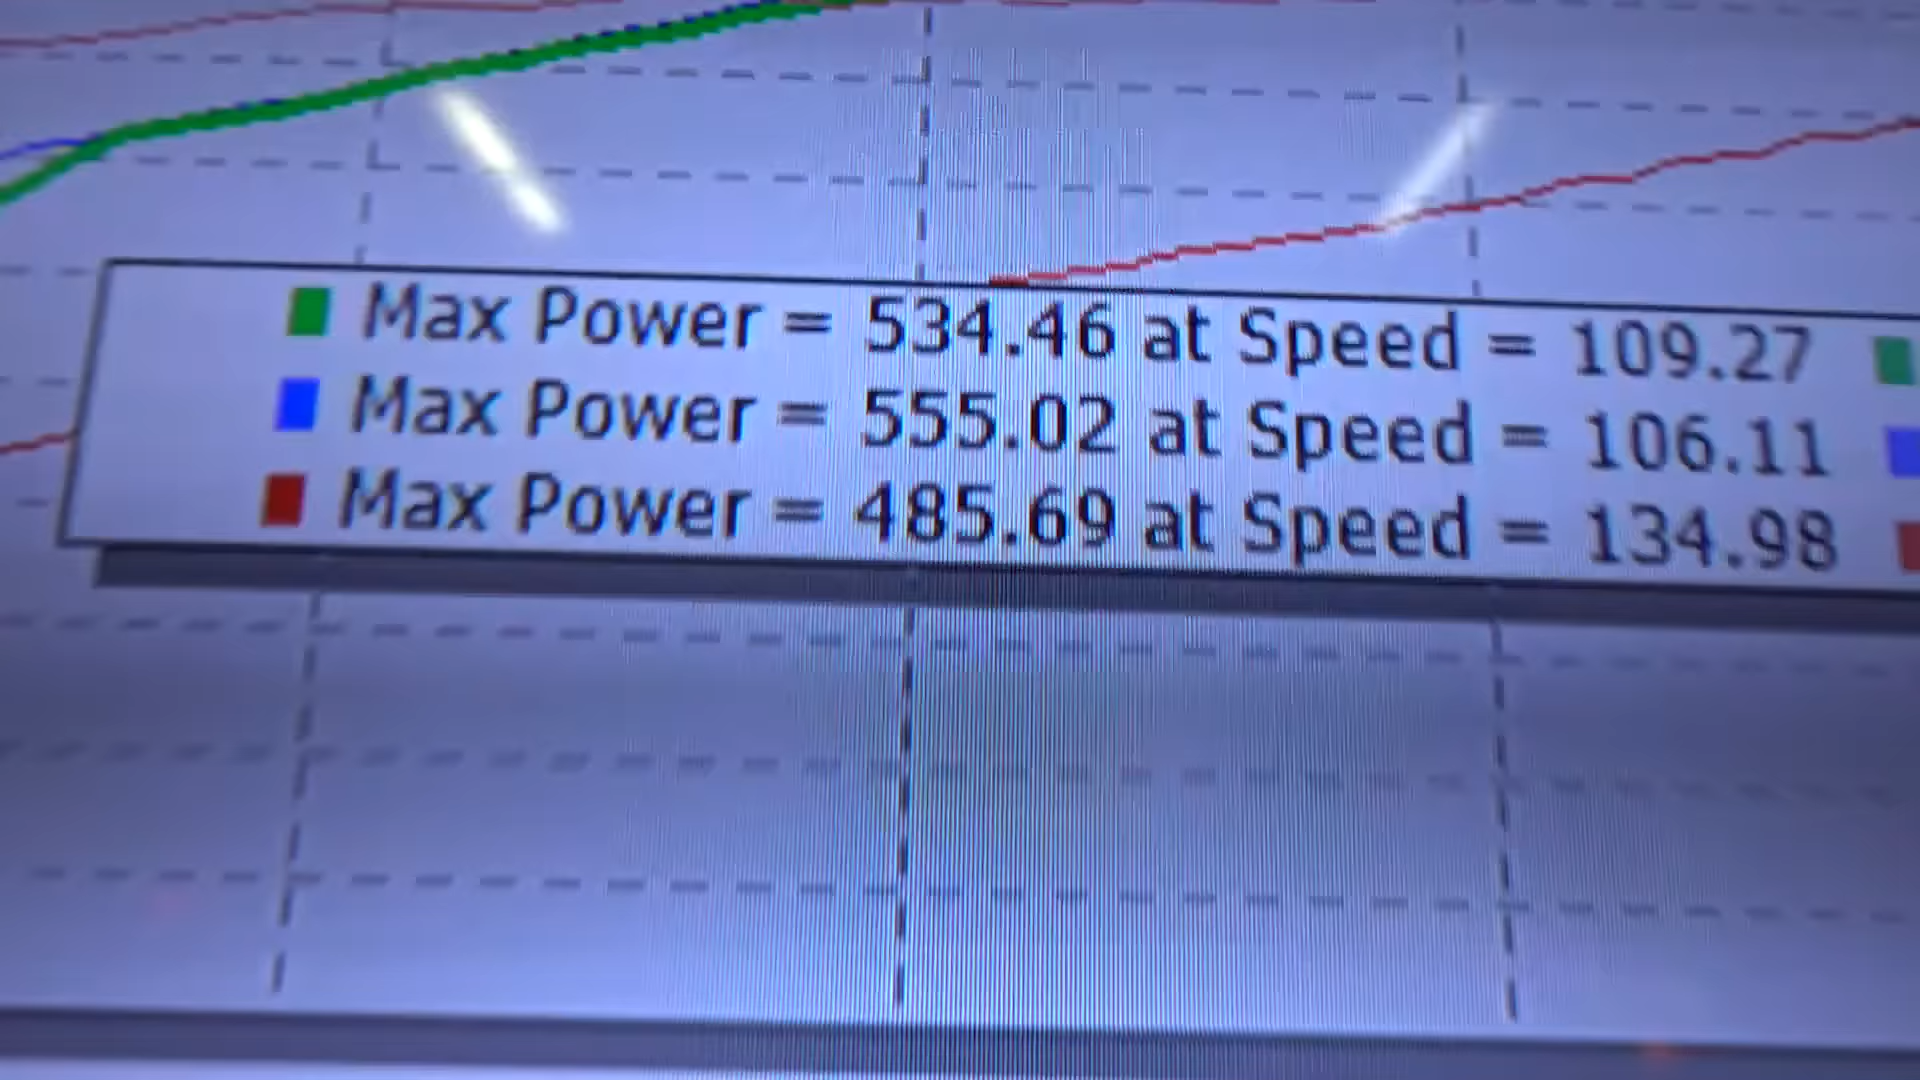 Max Power = 534.46 at Speed = 109.27
Max Power = 555.02 at Speed = 106.11
Max Power = 485.69 at Speed = 134.98